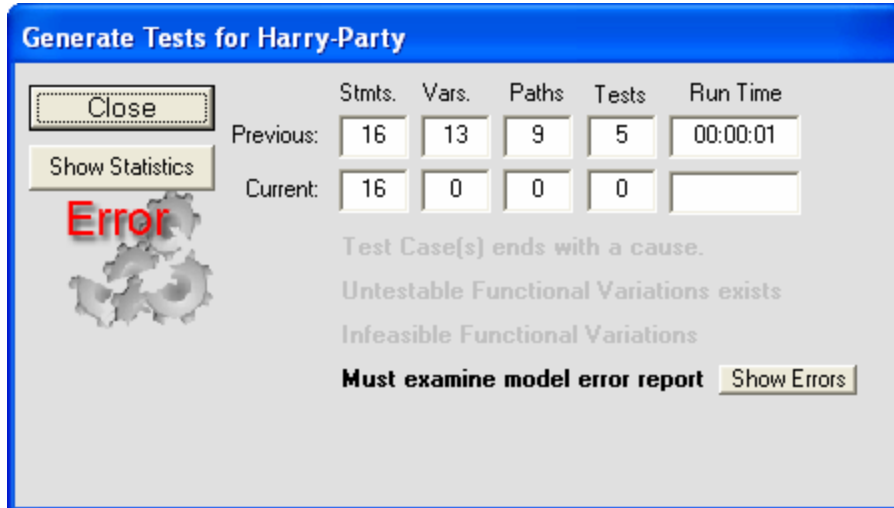 Generate Tests for Harry-Party
Close
Show Statistics
Error
Stmts. Vars. Paths Tests Run Time
Previous: 16 13 9 5 00:00:01
Current: 16 0 0 0
Test Case(s) ends with a cause.
Untestable Functional Variations exists
Infeasible Functional Variations
Must examine model error report Show Errors